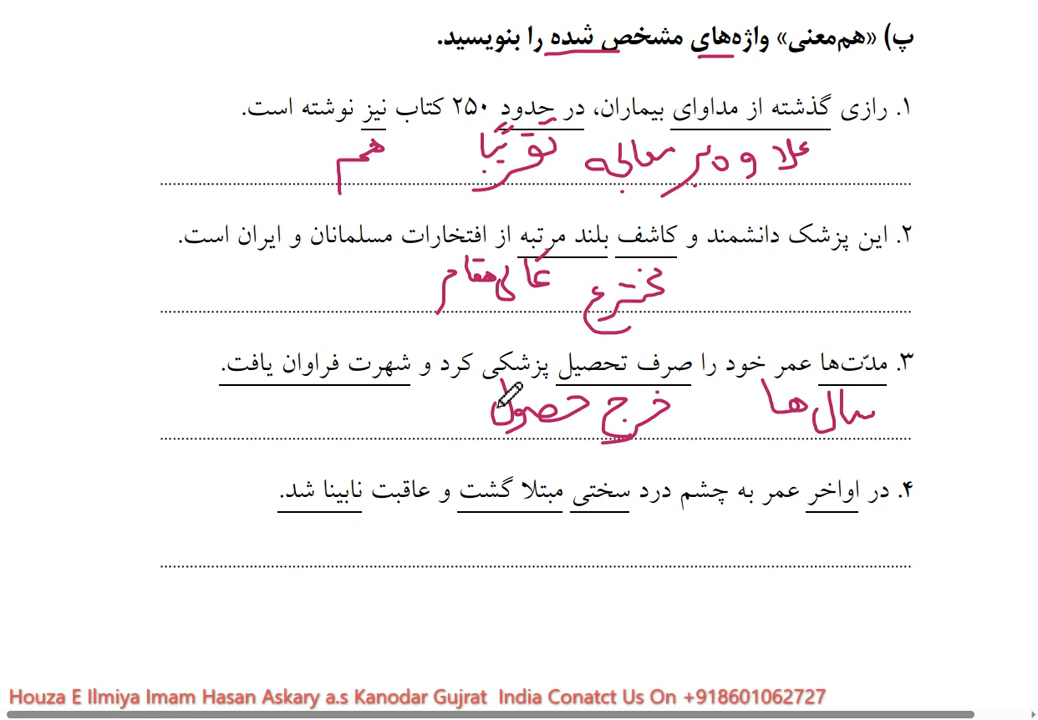 پ) «هم‌معنی» واژه‌های مشخص شده را بنویسید.
۱. رازی گذشته از مداوای بیماران، در حدود ۲۵۰ کتاب نیز نوشته است.
علاوه بر معالجه تقریبًا هم
۲. این پزشک دانشمند و کاشف بلند مرتبه از افتخارات مسلمانان و ایران است.
مخترع عالی مقام
۳. مدّت‌ها عمر خود را صرف تحصیل پزشکی کرد و شهرت فراوان یافت.
سال ها خرج حصول
۴. در اواخر عمر به چشم درد سختی مبتلا گشت و عاقبت نابینا شد.
Houza E Ilmiya Imam Hasan Askary a.s Kanodar Gujrat India Conatct Us On +918601062727